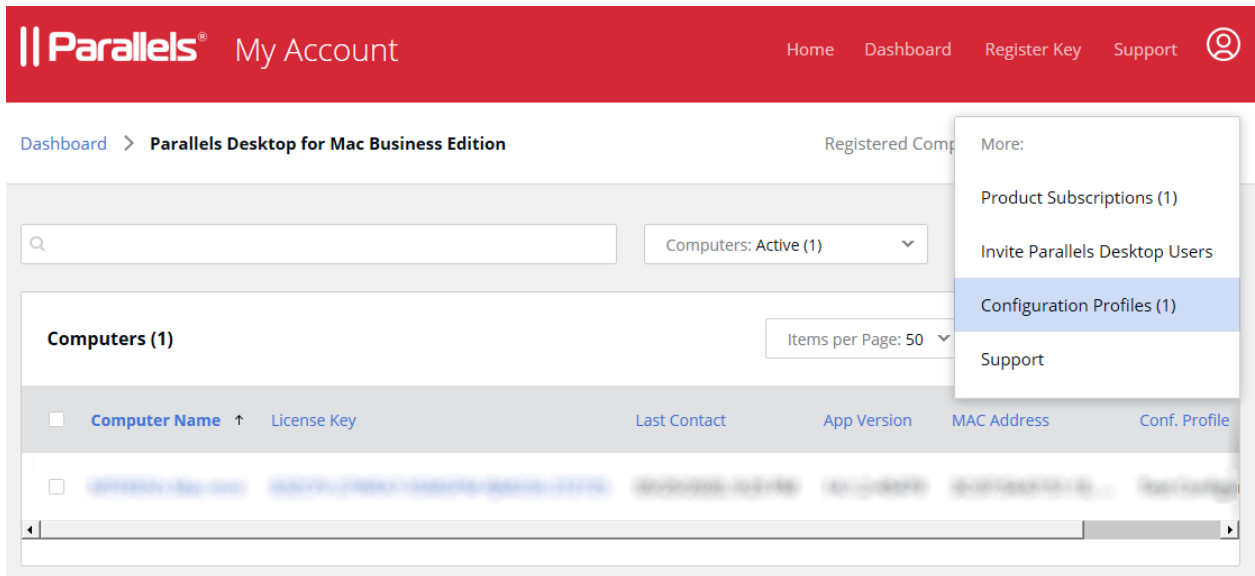 || Parallels® My Account Home Dashboard Register Key Support
Dashboard > Parallels Desktop for Mac Business Edition Registered Comp
More:
Product Subscriptions (1)
Computers: Active (1)
Invite Parallels Desktop Users
Configuration Profiles (1)
Computers (1) Items per Page: 50
Support
Computer Name ↑ License Key Last Contact App Version MAC Address Conf. Profile